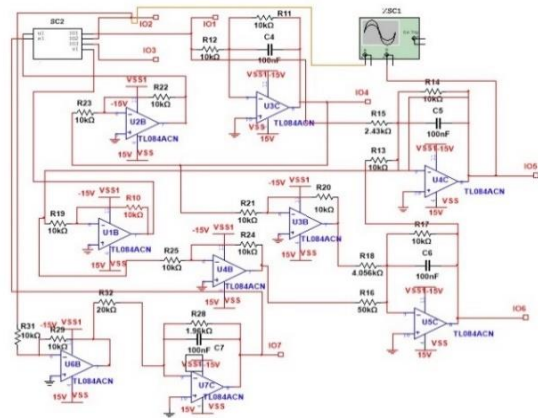 SC2
IO2
IO1
IO3
R11
10kΩ
R12
10kΩ
C4
100nF
XSC1
VSS1 -15V
U3C
TL084ACN
15V
IO4
R22
10kΩ
VSS1
-15V
R23
10kΩ
U2B
TL084ACN
15V
VSS
R14
10kΩ
C5
100nF
R15
2.43kΩ
R13
10kΩ
VSS1 -15V
U4C
TL084ACN
15V
VSS
IO5
R19
10kΩ
R10
10kΩ
-15V
VSS1
U1B
TL084ACN
15V
VSS
R20
10kΩ
VSS1
-15V
R21
10kΩ
U3B
TL084ACN
15V
VSS
R24
10kΩ
VSS1
-15V
R25
10kΩ
U4B
TL084ACN
15V
VSS
R17
10kΩ
C6
100nF
R18
4.056kΩ
R16
50kΩ
VSS1 -15V
U5C
TL084ACN
15V
VSS
IO6
R31
10kΩ
R29
10kΩ
-15V
VSS1
U6B
TL084ACN
15V
VSS
R32
20kΩ
R28
1.96kΩ
C7
100nF
VSS1 -15V
U7C
TL084ACN
15V
VSS
IO7